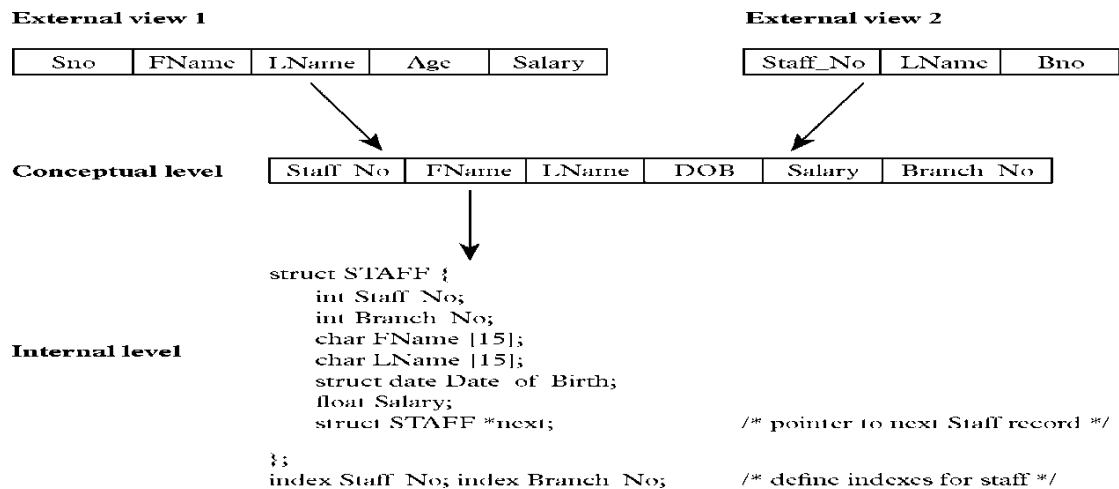 External view 1 External view 2
Sno FName LName Age Salary Staff_No LName Bno
Conceptual level Staff_No FName LName DOB Salary Branch_No
struct STAFF {
int Staff_No;
int Branch_No;
char FName [15];
Internal level char LName [15];
struct date Date_of_Birth;
float Salary;
struct STAFF *next; /* pointer to next Staff record */
};
index Staff_No; index Branch_No; /* define indexes for staff */